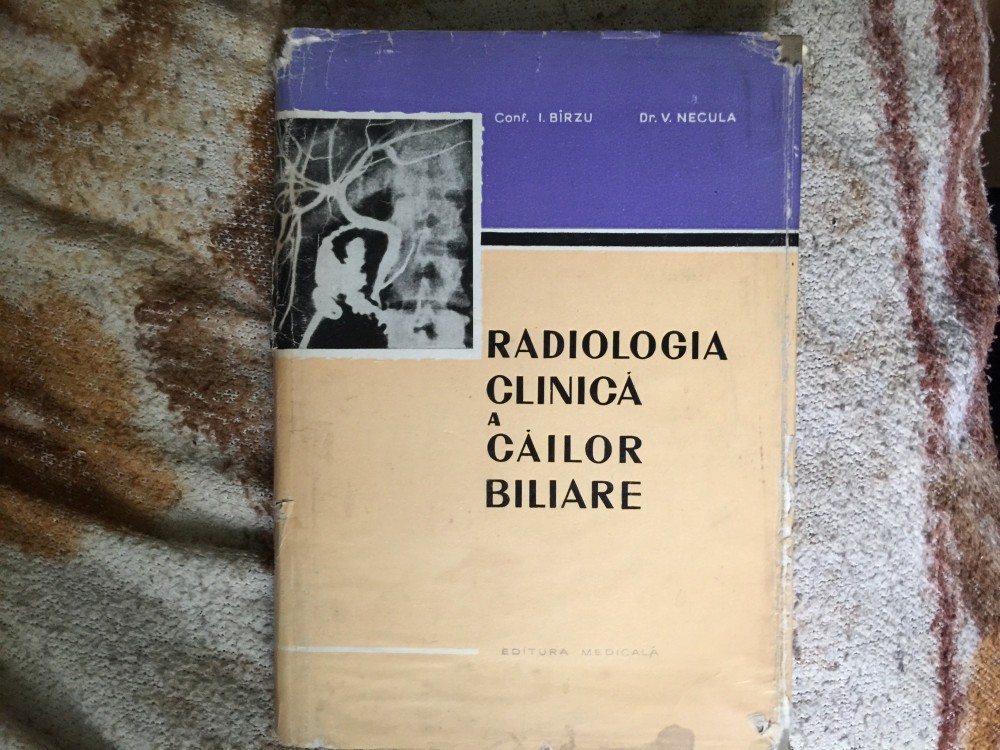 Conf. I. BÎRZU Dr. V. NECULA
RADIOLOGIA
CLINICĂ
A
CĂILOR
BILIARE
EDITURA MEDICALĂ